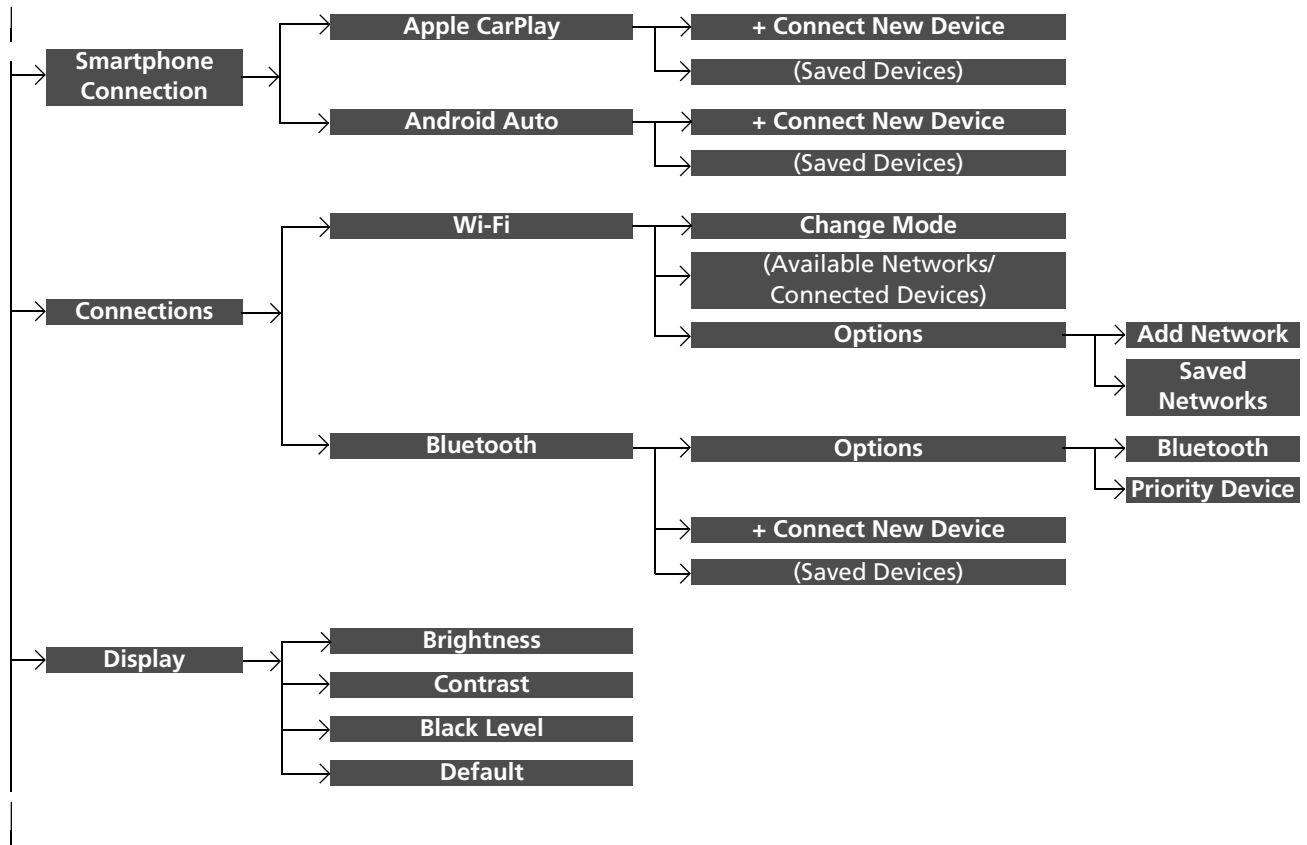 Apple CarPlay
+ Connect New Device
Smartphone
Connection
(Saved Devices)
Android Auto
+ Connect New Device
(Saved Devices)
Wi-Fi
Change Mode
(Available Networks/
Connected Devices)
Connections
Options
Add Network
Saved
Networks
Bluetooth
Options
Bluetooth
Priority Device
+ Connect New Device
(Saved Devices)
Display
Brightness
Contrast
Black Level
Default